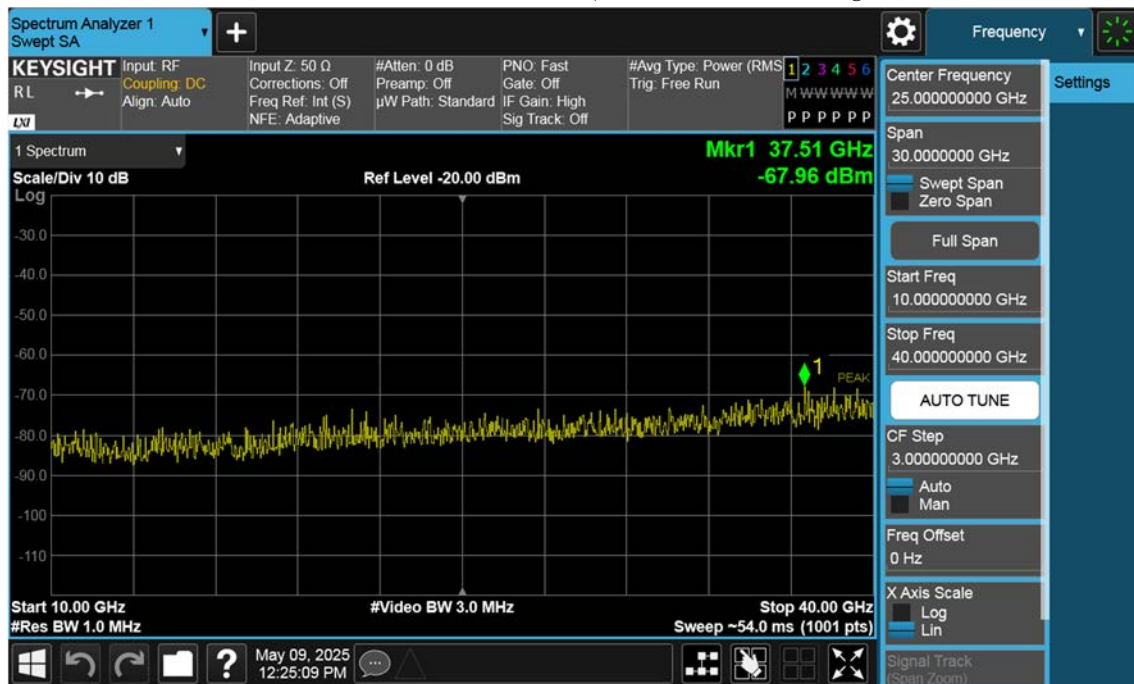 Spectrum Analyzer 1
Swept SA
Frequency
KEYSIGHT
RL
LXI
Input: RF
Coupling: DC
Align: Auto
Input Z: 50 Ω
Corrections: Off
Freq Ref: Int (S)
NFE: Adaptive
#Atten: 0 dB
Preamp: Off
µW Path: Standard
PNO: Fast
Gate: Off
IF Gain: High
Sig Track: Off
#Avg Type: Power (RMS
Trig: Free Run
1 2 3 4 5 6
M W W W W W
P P P P P P
1 Spectrum
Mkr1 37.51 GHz
-67.96 dBm
Scale/Div 10 dB
Ref Level -20.00 dBm
Log
-30.0
-40.0
-50.0
-60.0
-70.0
-80.0
-90.0
-100
-110
1
PEAK
Start 10.00 GHz
#Video BW 3.0 MHz
Stop 40.00 GHz
#Res BW 1.0 MHz
Sweep ~54.0 ms (1001 pts)
May 09, 2025
12:25:09 PM
Center Frequency
25.000000000 GHz
Span
30.0000000 GHz
Swept Span
Zero Span
Full Span
Start Freq
10.000000000 GHz
Stop Freq
40.000000000 GHz
AUTO TUNE
CF Step
3.000000000 GHz
Auto
Man
Freq Offset
0 Hz
X Axis Scale
Log
Lin
Signal Track
(Span Zoom)
Settings